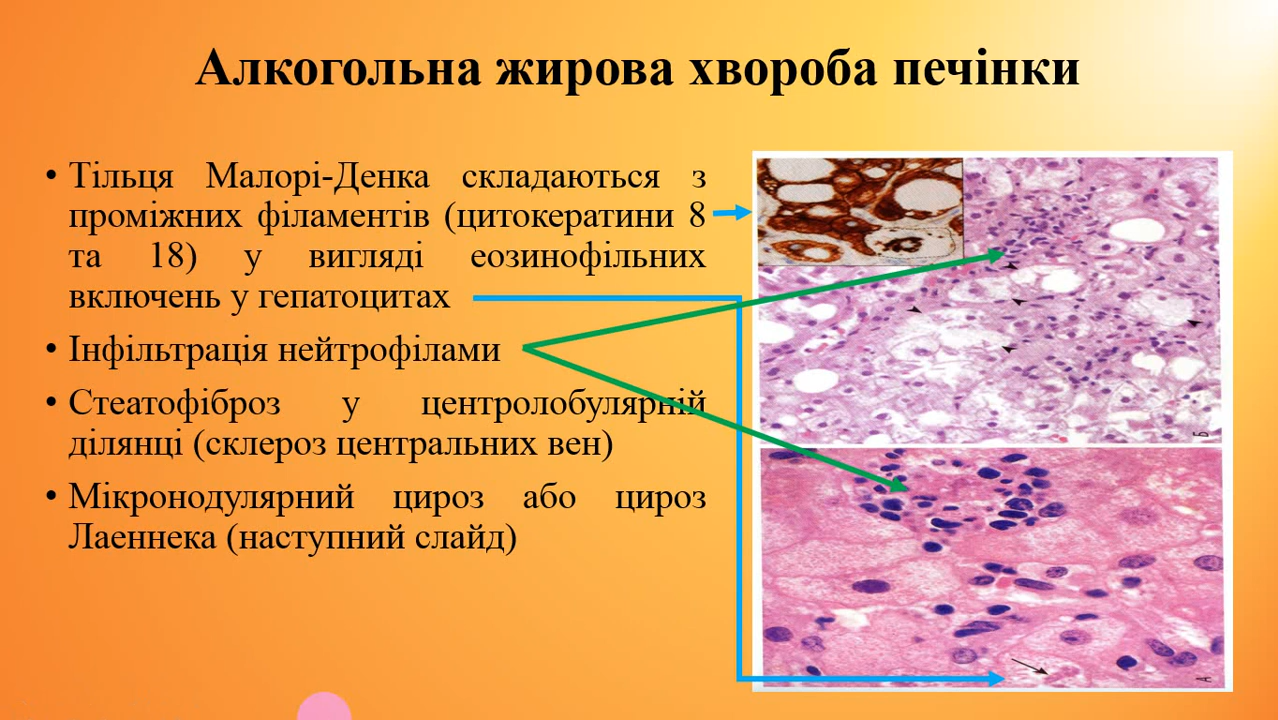 Алкогольна жирова хвороба печінки
• Тільця Малорі-Денка складаються з
проміжних філаментів (цитокератини 8
та 18) у вигляді еозинофільних
включень у гепатоцитах
• Інфільтрація нейтрофілами
• Стеатофіброз у центролобулярній
ділянці (склероз центральних вен)
• Мікронодулярний цироз або цироз
Лаеннека (наступний слайд)
Б
А